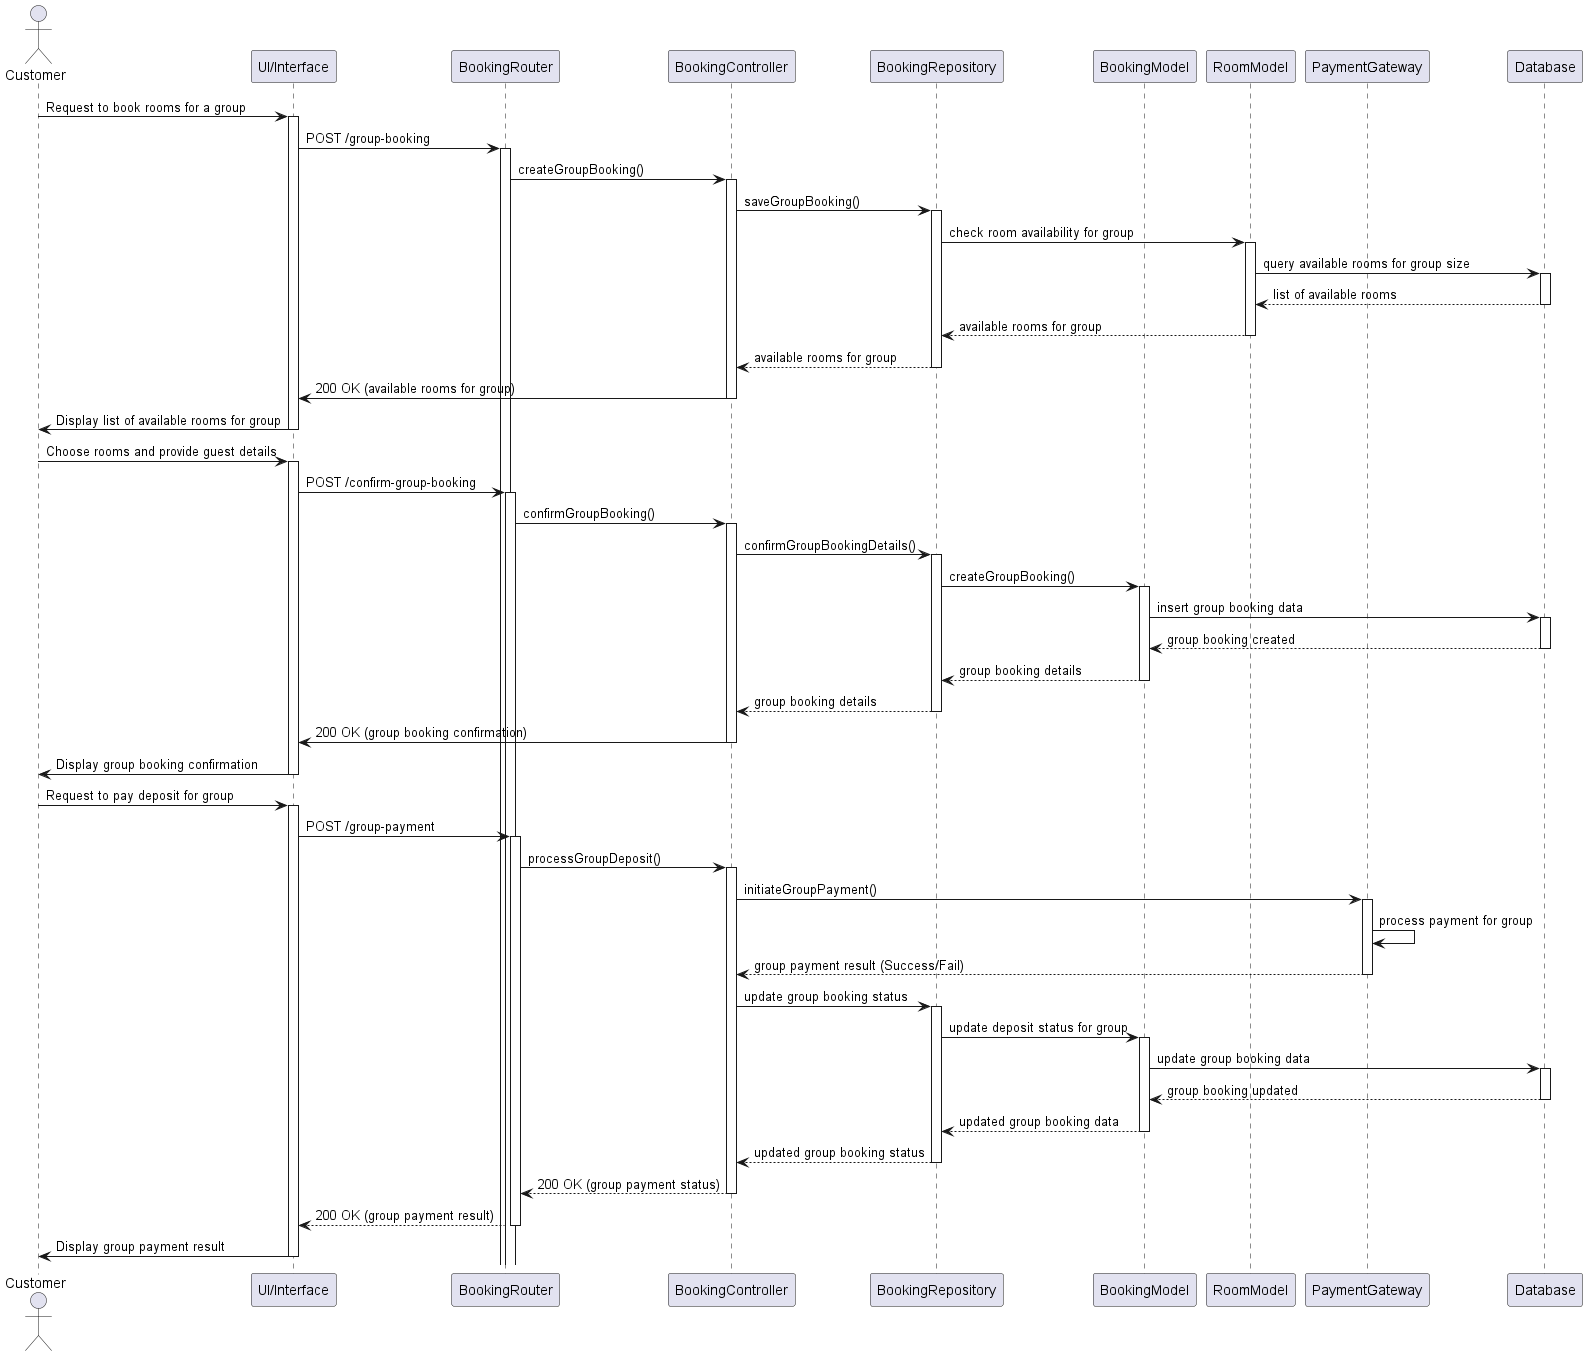 Customer
UI/Interface
BookingRouter
BookingController
BookingRepository
BookingModel
RoomModel
PaymentGateway
Database
Request to book rooms for a group
POST /group-booking
createGroupBooking()
saveGroupBooking()
check room availability for group
query available rooms for group size
list of available rooms
available rooms for group
available rooms for group
200 OK (available rooms for group)
Display list of available rooms for group
Choose rooms and provide guest details
POST /confirm-group-booking
confirmGroupBooking()
confirmGroupBookingDetails()
createGroupBooking()
insert group booking data
group booking created
group booking details
group booking details
200 OK (group booking confirmation)
Display group booking confirmation
Request to pay deposit for group
POST /group-payment
processGroupDeposit()
initiateGroupPayment()
process payment for group
group payment result (Success/Fail)
update group booking status
update deposit status for group
update group booking data
group booking updated
updated group booking data
updated group booking status
200 OK (group payment status)
200 OK (group payment result)
Display group payment result
Customer
UI/Interface
BookingRouter
BookingController
BookingRepository
BookingModel
RoomModel
PaymentGateway
Database